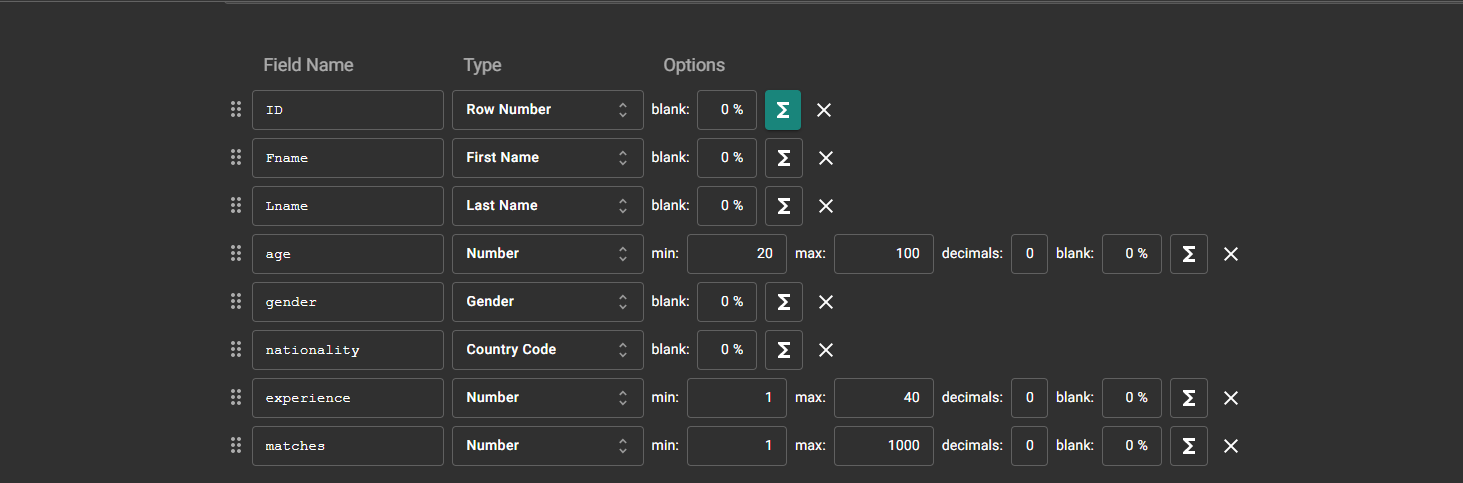 Field Name Type Options
ID Row Number blank: 0 % Σ
Fname First Name blank: 0 % Σ
Lname Last Name blank: 0 % Σ
age Number min: 20 max: 100 decimals: 0 blank: 0 % Σ
gender Gender blank: 0 % Σ
nationality Country Code blank: 0 % Σ
experience Number min: 1 max: 40 decimals: 0 blank: 0 % Σ
matches Number min: 1 max: 1000 decimals: 0 blank: 0 % Σ